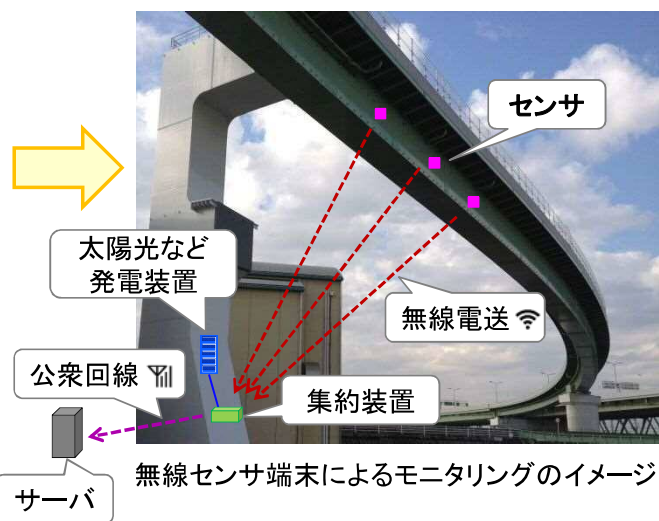 センサ
太陽光など
発電装置
無線電送
公衆回線
集約装置
無線センサ端末によるモニタリングのイメージ
サーバ